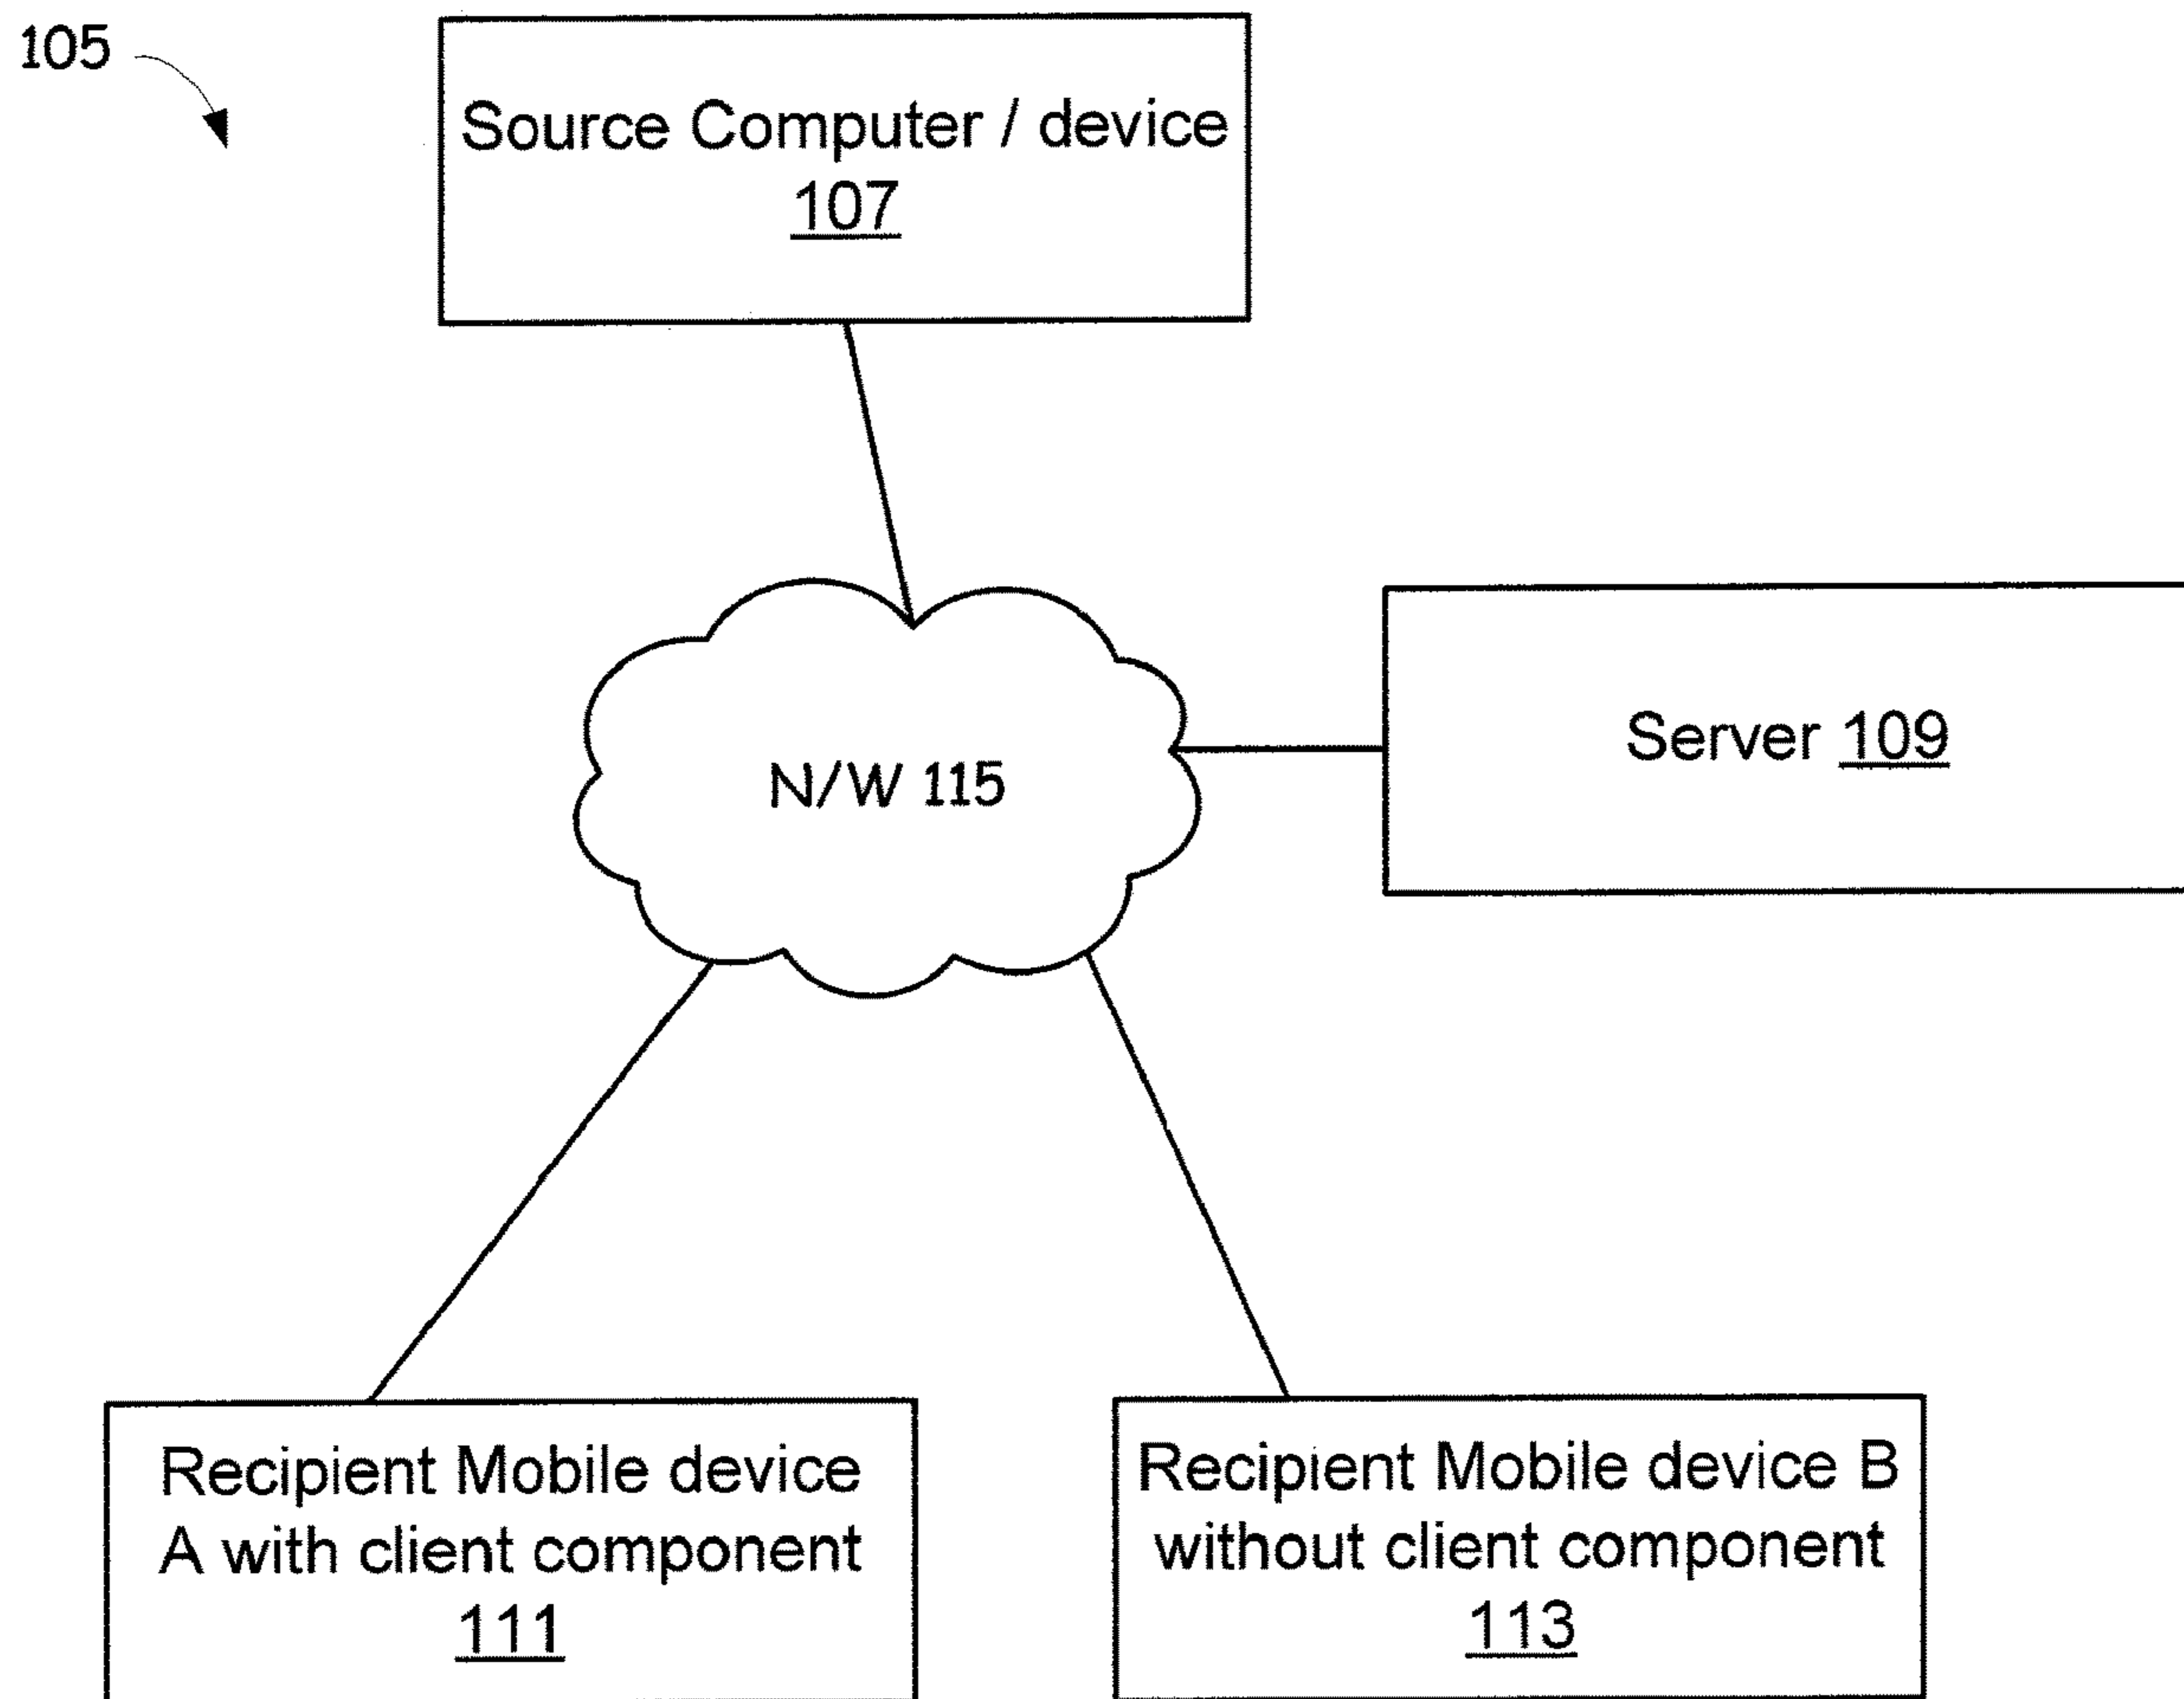 105
Source Computer / device
107
N/W 115
Server 109
Recipient Mobile device
A with client component
111
Recipient Mobile device B
without client component
113